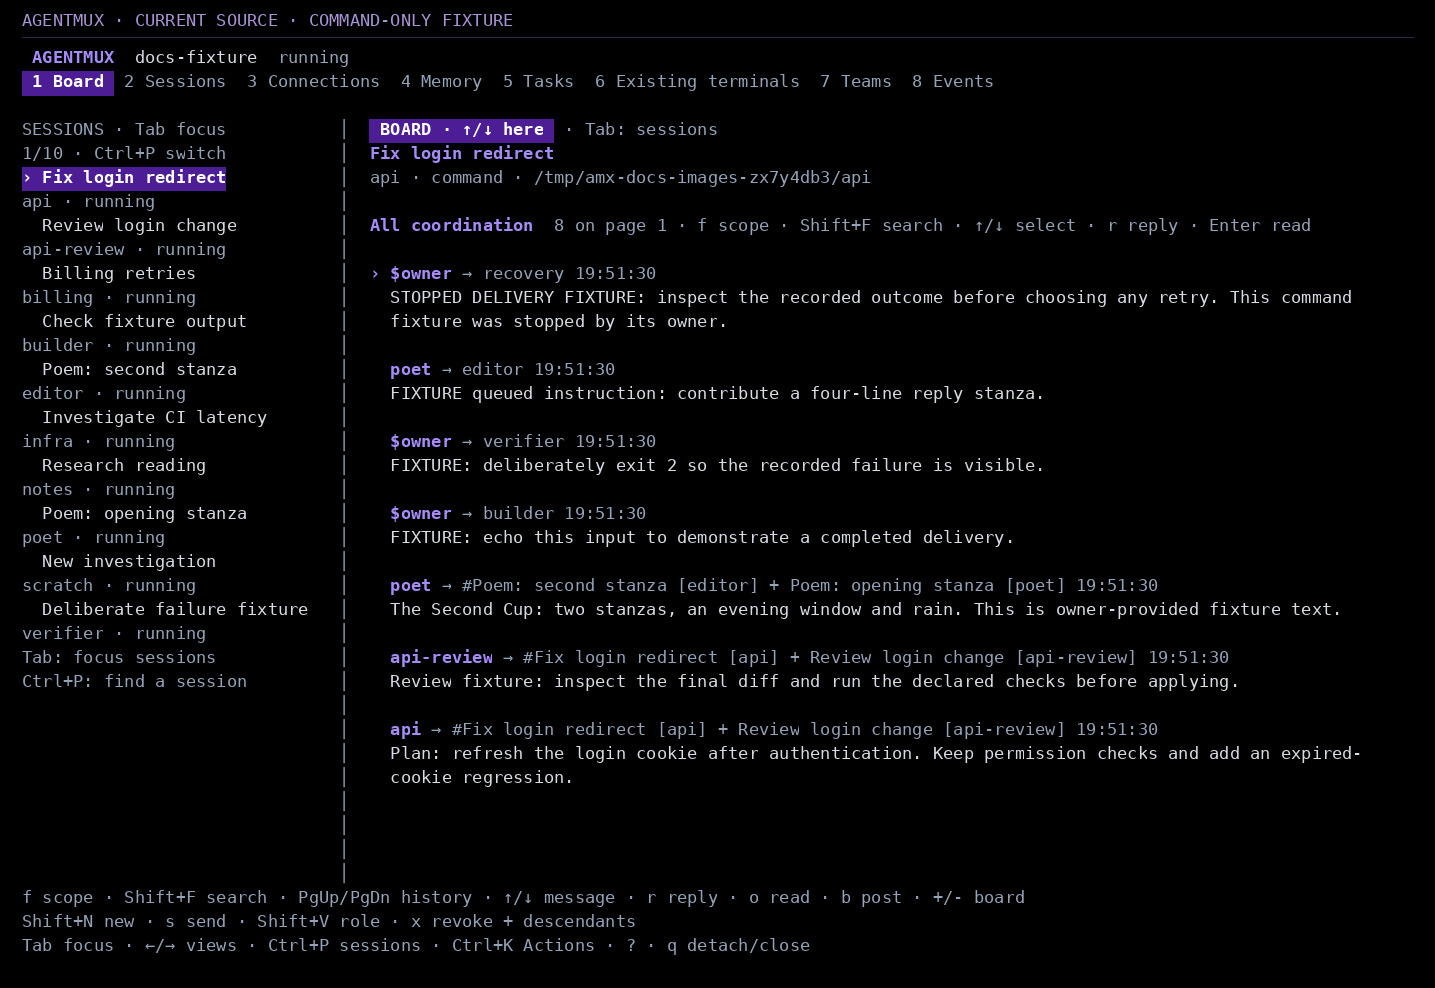 AGENTMUX · CURRENT SOURCE · COMMAND-ONLY FIXTURE
AGENTMUX docs-fixture running
1 Board 2 Sessions 3 Connections 4 Memory 5 Tasks 6 Existing terminals 7 Teams 8 Events
SESSIONS · Tab focus
1/10 · Ctrl+P switch
› Fix login redirect
api · running
Review login change
api-review · running
Billing retries
billing · running
Check fixture output
builder · running
Poem: second stanza
editor · running
Investigate CI latency
infra · running
Research reading
notes · running
Poem: opening stanza
poet · running
New investigation
scratch · running
Deliberate failure fixture
verifier · running
Tab: focus sessions
Ctrl+P: find a session
BOARD · ↑/↓ here · Tab: sessions
Fix login redirect
api · command · /tmp/amx-docs-images-zx7y4db3/api
All coordination 8 on page 1 · f scope · Shift+F search · ↑/↓ select · r reply · Enter read
› $owner → recovery 19:51:30
STOPPED DELIVERY FIXTURE: inspect the recorded outcome before choosing any retry. This command
fixture was stopped by its owner.
poet → editor 19:51:30
FIXTURE queued instruction: contribute a four-line reply stanza.
$owner → verifier 19:51:30
FIXTURE: deliberately exit 2 so the recorded failure is visible.
$owner → builder 19:51:30
FIXTURE: echo this input to demonstrate a completed delivery.
poet → #Poem: second stanza [editor] + Poem: opening stanza [poet] 19:51:30
The Second Cup: two stanzas, an evening window and rain. This is owner-provided fixture text.
api-review → #Fix login redirect [api] + Review login change [api-review] 19:51:30
Review fixture: inspect the final diff and run the declared checks before applying.
api → #Fix login redirect [api] + Review login change [api-review] 19:51:30
Plan: refresh the login cookie after authentication. Keep permission checks and add an expired-
cookie regression.
f scope · Shift+F search · PgUp/PgDn history · ↑/↓ message · r reply · o read · b post · +/- board
Shift+N new · s send · Shift+V role · x revoke + descendants
Tab focus · ←/→ views · Ctrl+P sessions · Ctrl+K Actions · ? · q detach/close